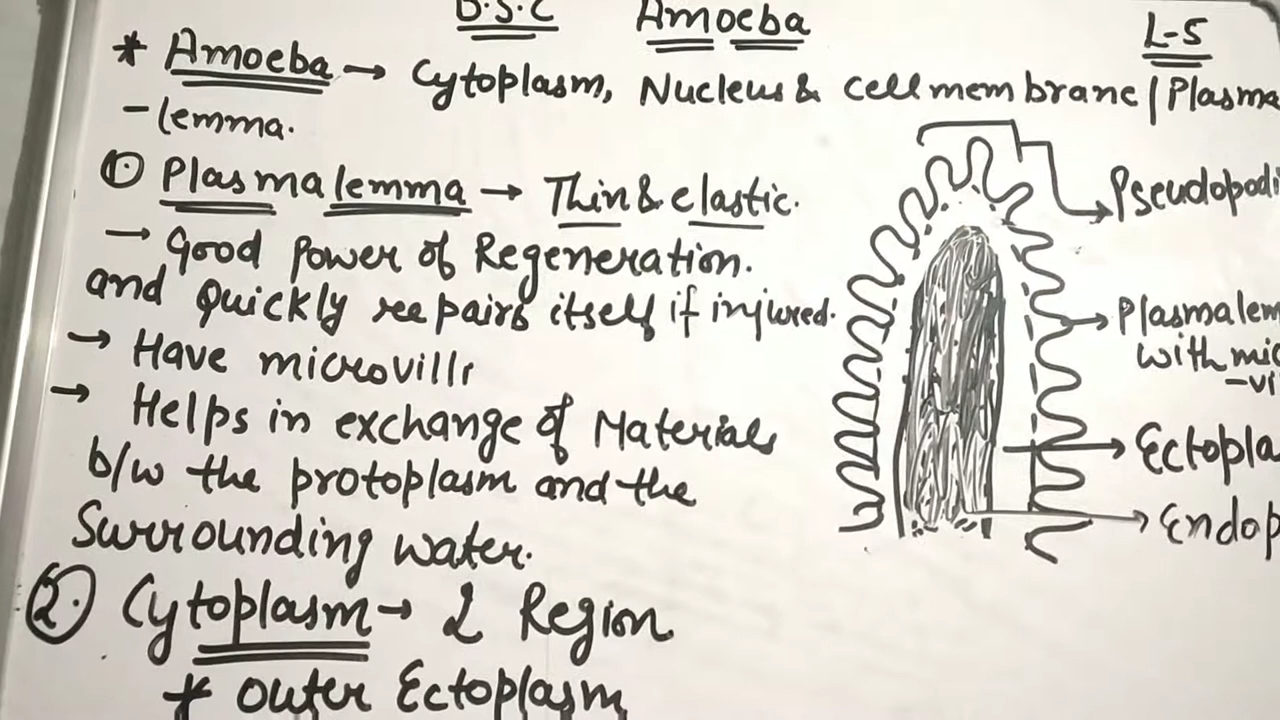 B.S.C Amoeba L-5
* Amoeba → Cytoplasm, Nucleus & cell membrane / Plasma
- lemma.
① Plasmalemma → Thin & elastic.
→ Good Power of Regeneration.
and Quickly reepairs itself if injured.
→ Have microvilli
→ Helps in exchange of Materials
b/w the protoplasm and the
Surrounding water.
②. Cytoplasm → 2 Region
* outer Ectoplasm
Pseudopodi
Plasmalem
with mic
-vi
Ectopla
Endop